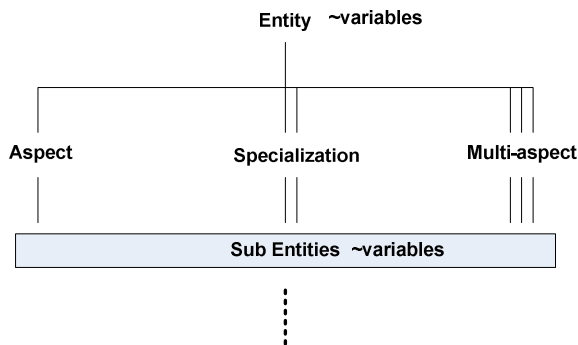 Entity ~variables
Aspect Specialization Multi-aspect
Sub Entities ~variables